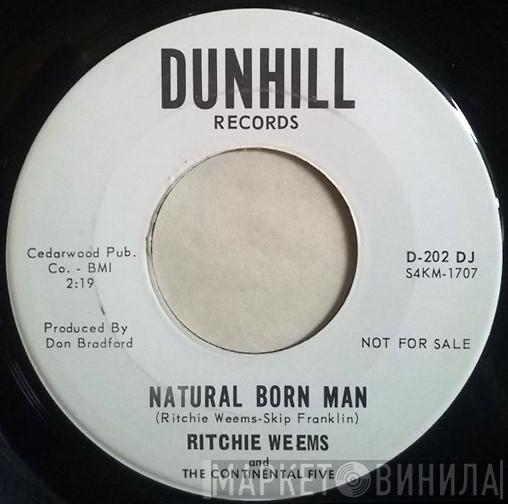 DUNHILL
RECORDS
Cedarwood Pub.
Co. - BMI
2:19
Produced By
Don Bradford
D-202 DJ
S4KM-1707
NOT FOR SALE
NATURAL BORN MAN
(Ritchie Weems-Skip Franklin)
RITCHIE WEEMS
and
THE CONTINENTAL FIVE
МАРКЕТ ВИНИЛА